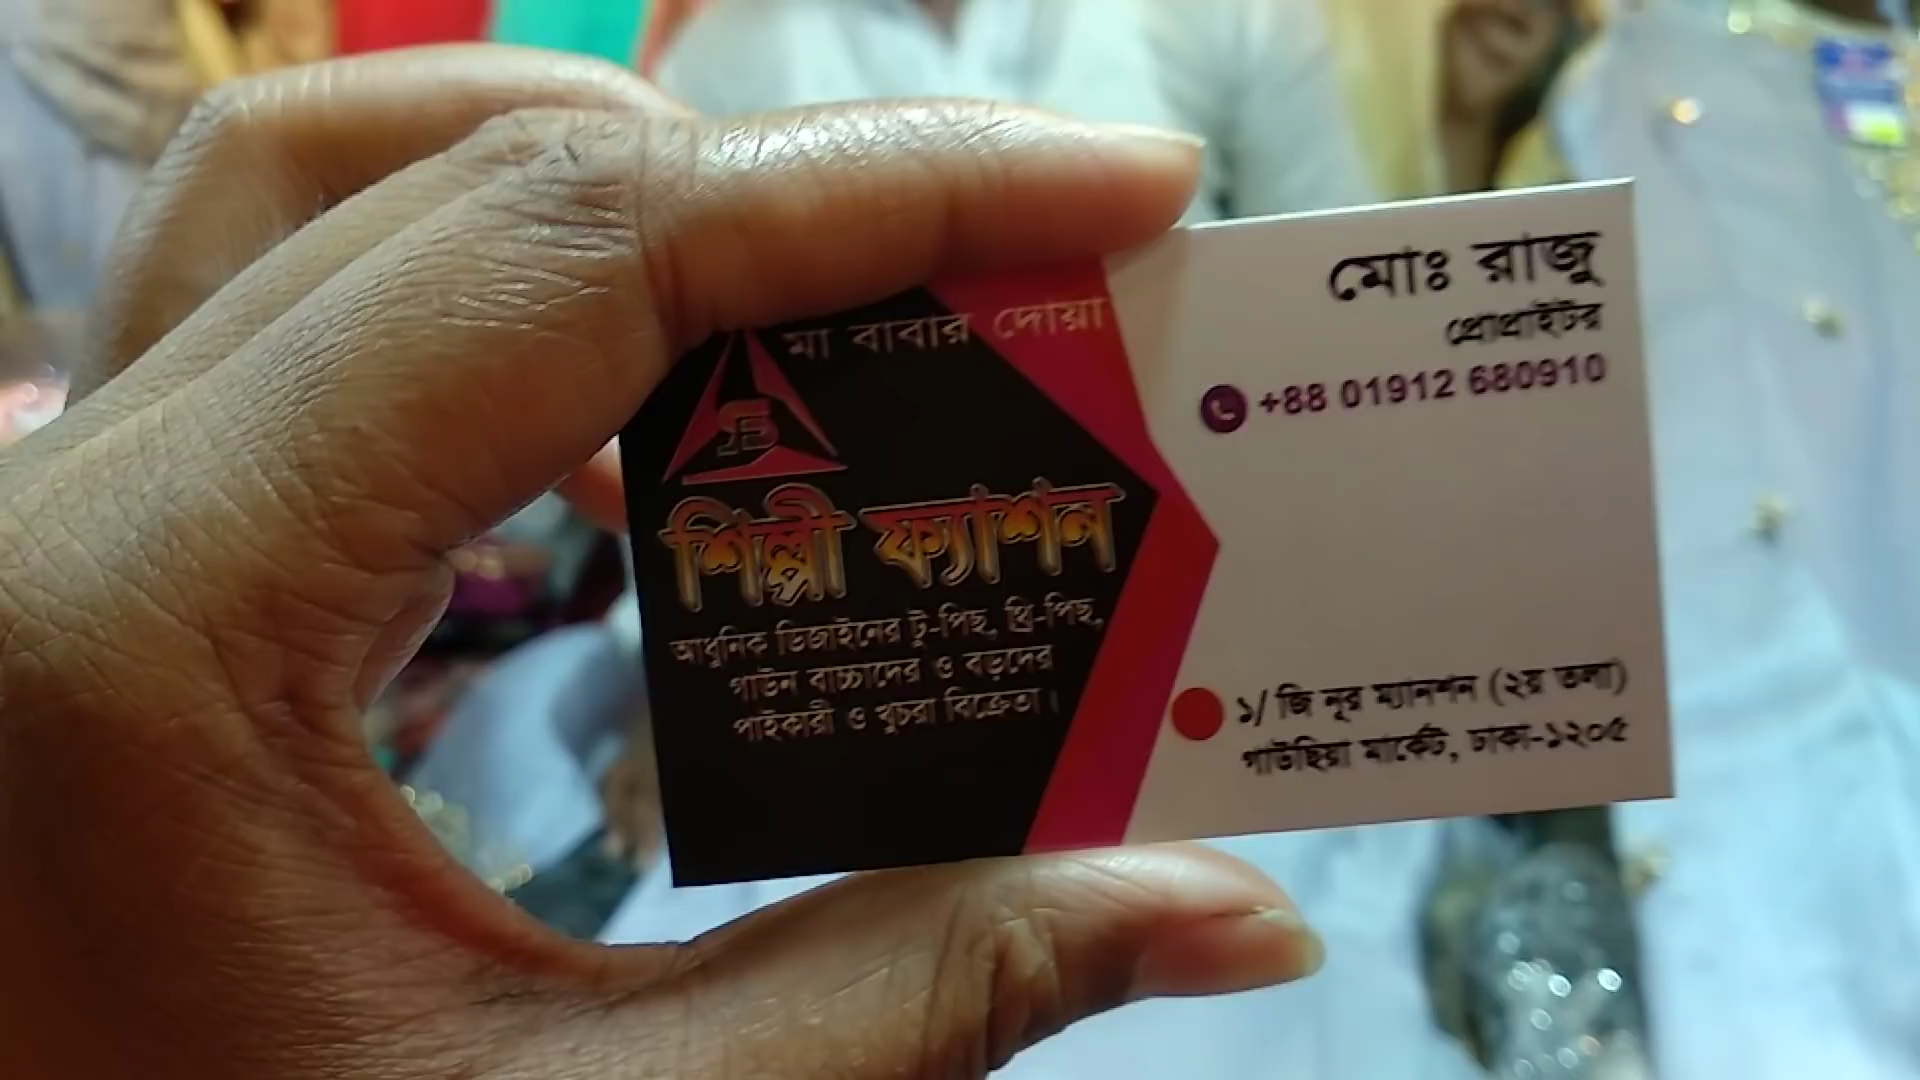 মা বাবার দোয়া
শিল্পী ফ্যাশন
আধুনিক ডিজাইনের টু-পিছ, থ্রি-পিছ,
গাউন বাচ্চাদের ও বড়দের
পাইকারী ও খুচরা বিক্রেতা।
মোঃ রাজু
প্রোপ্রাইটর
+88 01912 680910
১/ জি নূর ম্যানশন (২য় তলা)
গাউছিয়া মার্কেট, ঢাকা-১২০৫